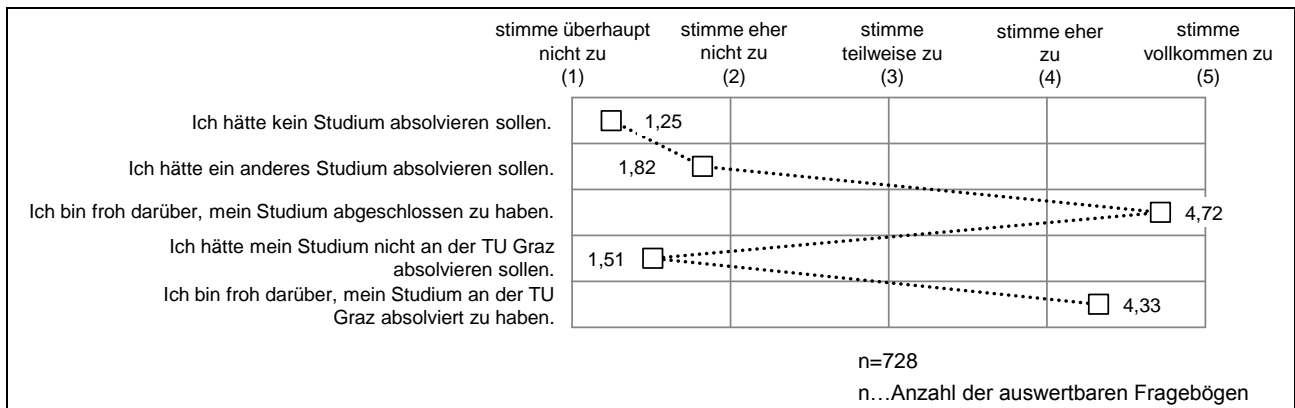 stimme überhaupt nicht zu (1)
stimme eher nicht zu (2)
stimme teilweise zu (3)
stimme eher zu (4)
stimme vollkommen zu (5)
Ich hätte kein Studium absolvieren sollen.
1,25
Ich hätte ein anderes Studium absolvieren sollen.
1,82
Ich bin froh darüber, mein Studium abgeschlossen zu haben.
4,72
Ich hätte mein Studium nicht an der TU Graz
absolvieren sollen.
1,51
Ich bin froh darüber, mein Studium an der TU
Graz absolviert zu haben.
4,33
n=728
n…Anzahl der auswertbaren Fragebögen